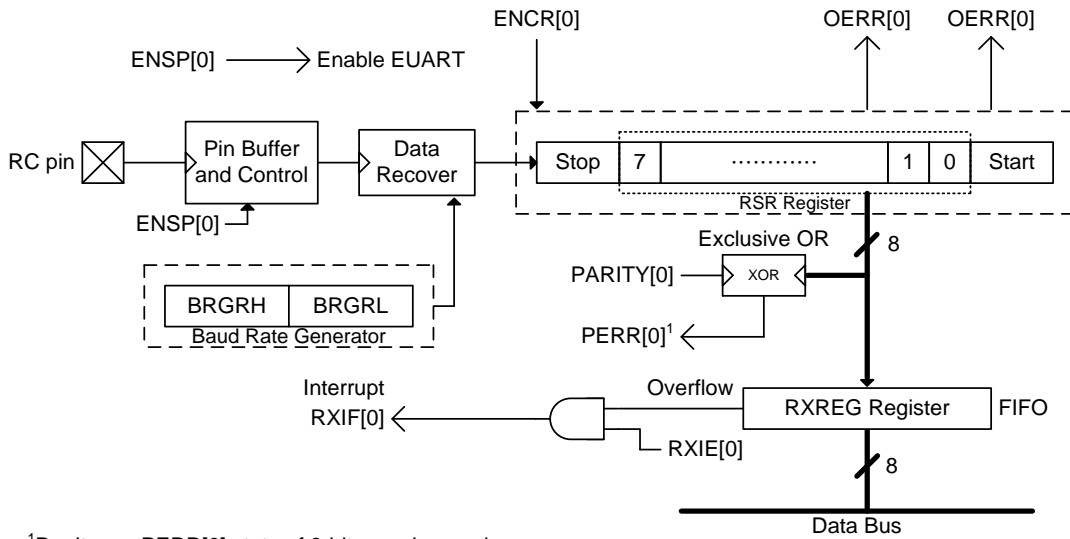 ENCR[0] OERR[0] OERR[0]
ENSP[0] Enable EUART
RC pin
Pin Buffer
and Control
Data
Recover
Stop 7 ············ 1 0 Start
RSR Register
ENSP[0]
Exclusive OR
8
PARITY[0] XOR
BRGRH BRGRL
Baud Rate Generator
PERR[0]¹
Interrupt
RXIF[0]
Overflow
RXREG Register FIFO
RXIE[0]
8
Data Bus